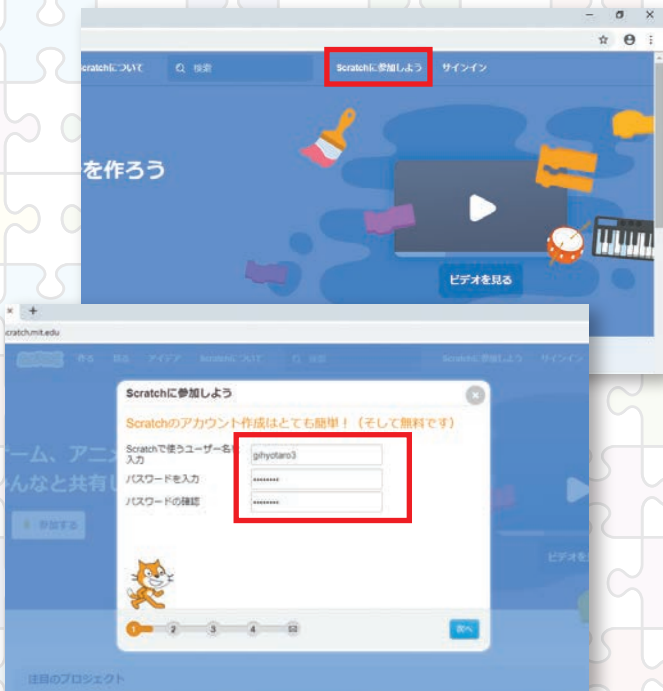 cratchについて 検索 Scratchに参加しよう サインイン
を作ろう
ビデオを見る
cratch.mit.edu
作る 見る アイデア Scratchについて 検索 Scratchに参加しよう サインイン
Scratchに参加しよう
Scratchのアカウント作成はとても簡単！（そして無料です）
Scratchで使うユーザー名を
入力
gihyotaro3
パスワードを入力
パスワードの確認
ーム、アニメ
んなと共有し
参加する
ビデオを
1 2 3 4
次へ
注目のプロジェクト